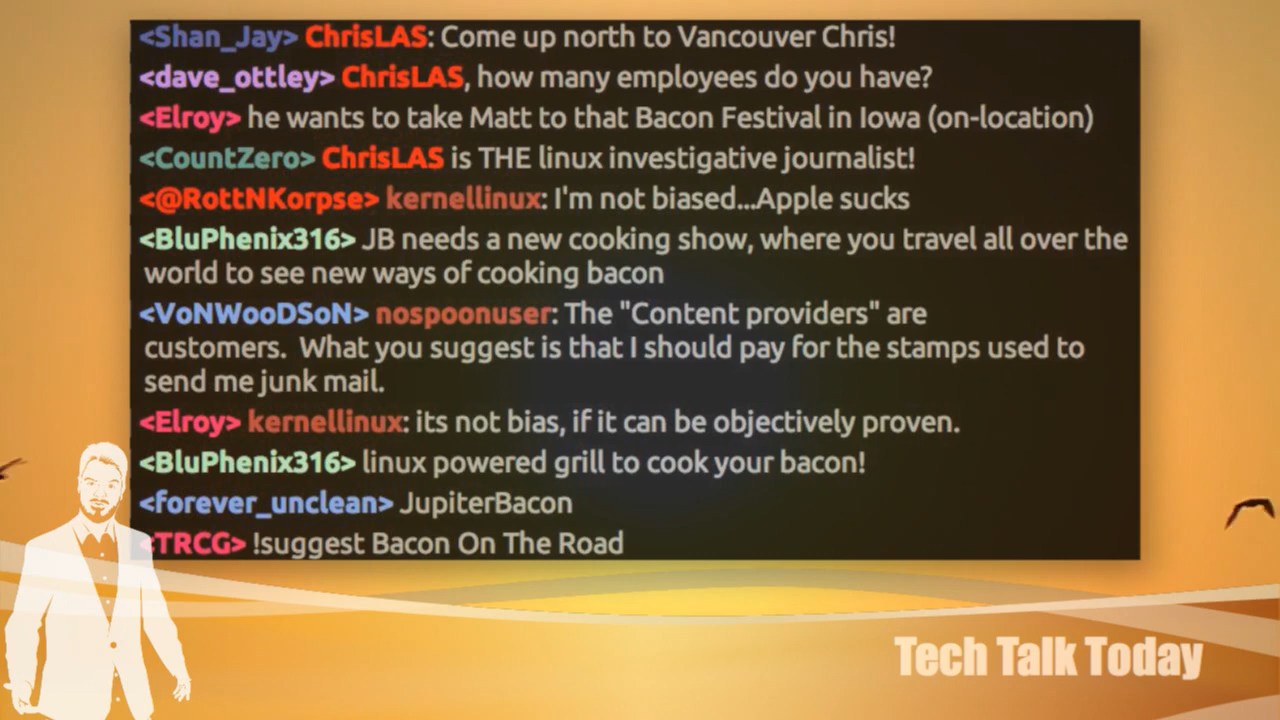 <Shan_Jay> ChrisLAS: Come up north to Vancouver Chris!
<dave_ottley> ChrisLAS, how many employees do you have?
<Elroy> he wants to take Matt to that Bacon Festival in Iowa (on-location)
<CountZero> ChrisLAS is THE linux investigative journalist!
<@RottNKorpse> kernellinux: I'm not biased...Apple sucks
<BluPhenix316> JB needs a new cooking show, where you travel all over the
world to see new ways of cooking bacon
<VoNWooDSoN> nospoonuser: The "Content providers" are
customers.  What you suggest is that I should pay for the stamps used to
send me junk mail.
<Elroy> kernellinux: its not bias, if it can be objectively proven.
<BluPhenix316> linux powered grill to cook your bacon!
<forever_unclean> JupiterBacon
<TRCG> !suggest Bacon On The Road
Tech Talk Today